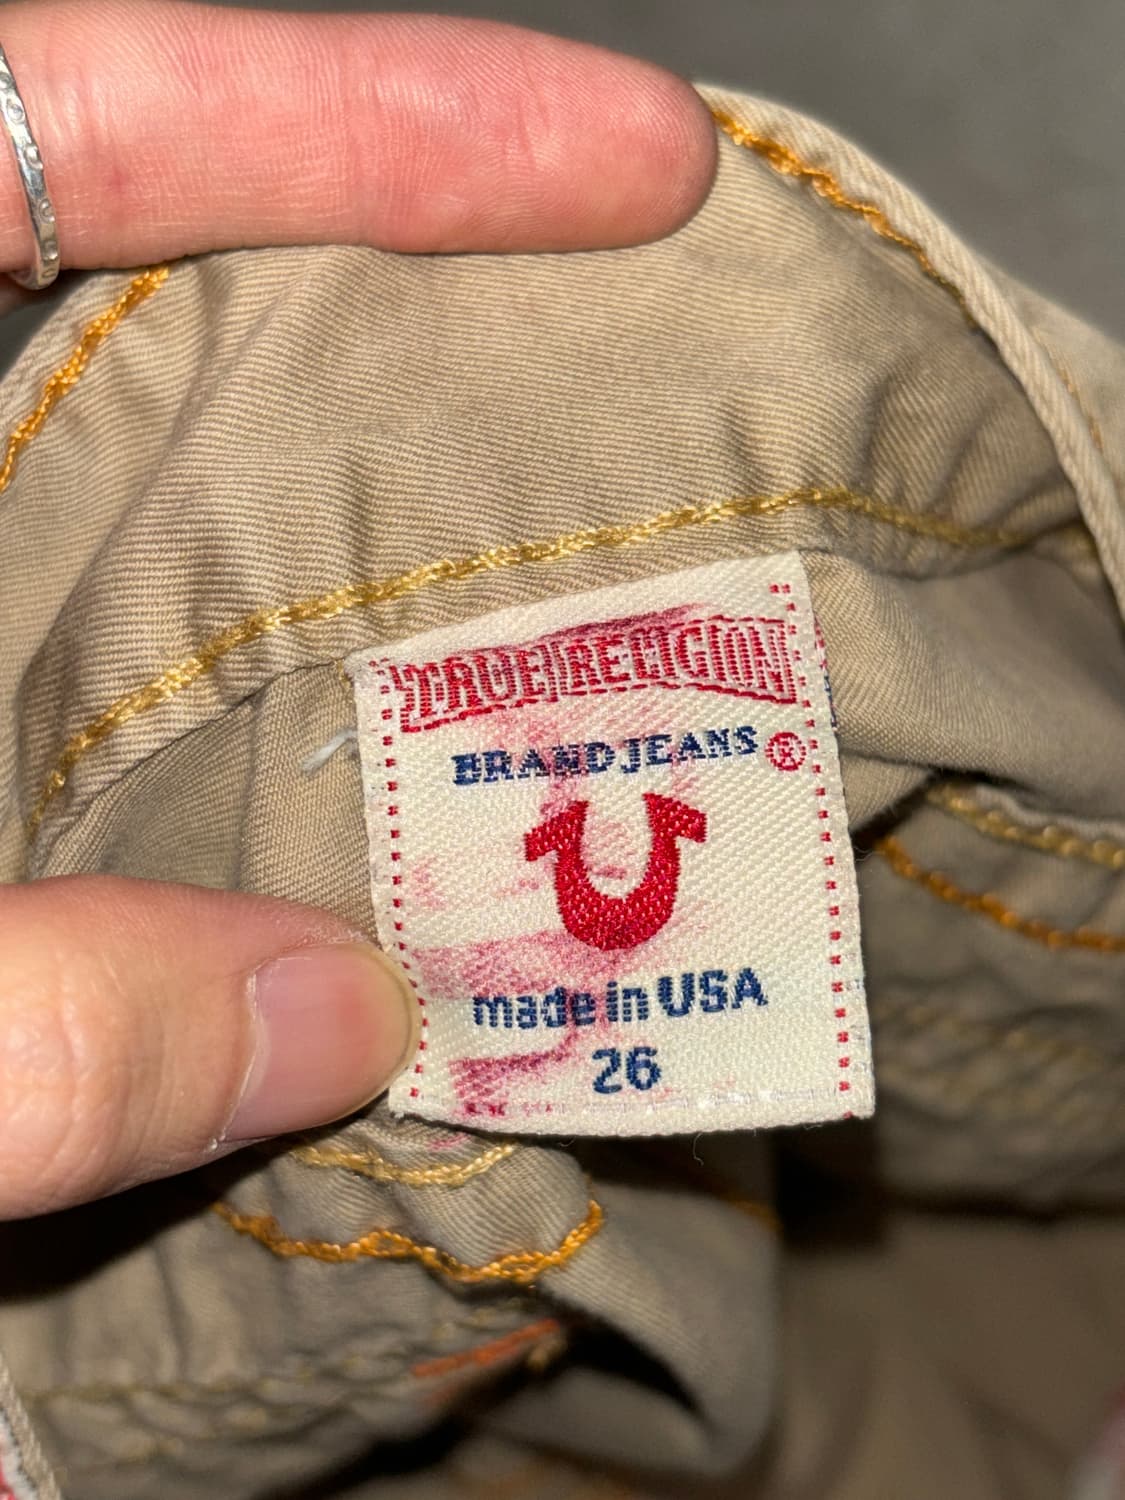 TRUE RELIGION
BRAND JEANS ®
made in USA
26